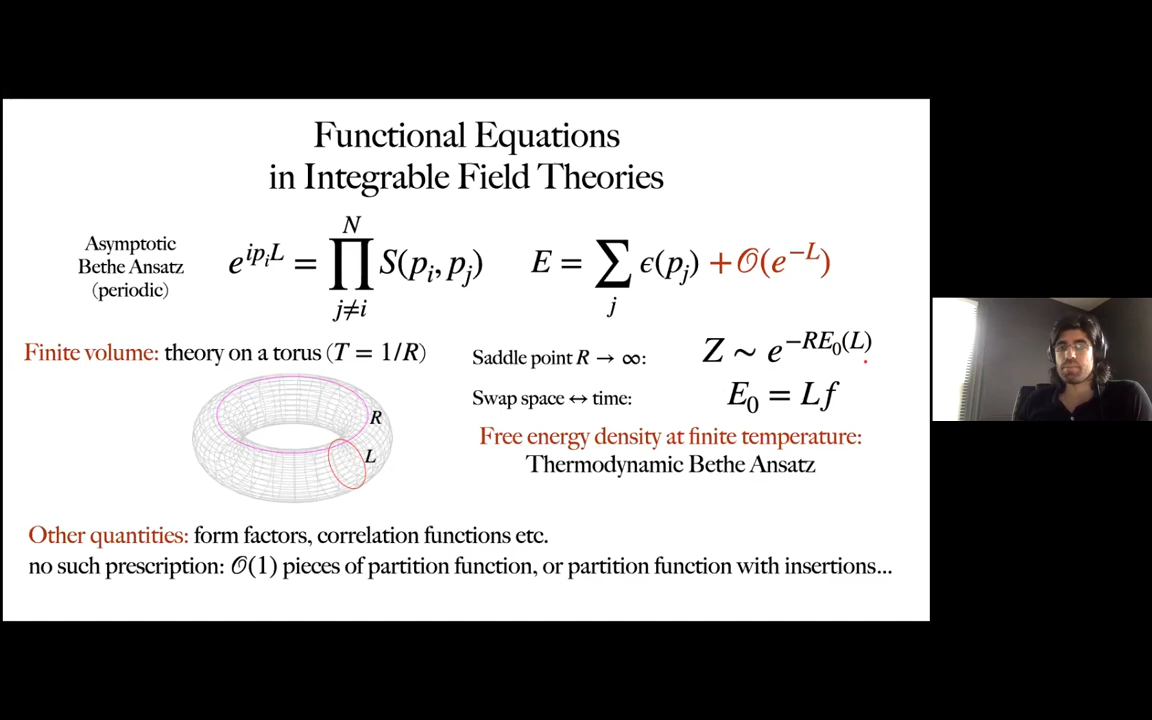 Functional Equations
in Integrable Field Theories
Asymptotic
Bethe Ansatz
(periodic)
e^{ip_iL} = ∏_{j≠i}^{N} S(p_i, p_j)
E = ∑_j ϵ(p_j) +𝒪(e^{−L})
Finite volume: theory on a torus (T = 1/R)
R
L
Saddle point R → ∞:
Z ∼ e^{−RE_0(L)}
Swap space ↔ time:
E_0 = Lf
Free energy density at finite temperature:
Thermodynamic Bethe Ansatz
Other quantities: form factors, correlation functions etc.
no such prescription: 𝒪(1) pieces of partition function, or partition function with insertions...